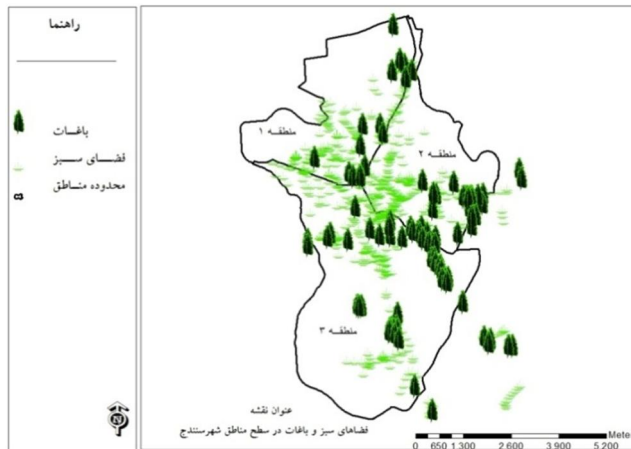 راهنما
باغات
فضای سبز
محدوده مناطق
منطقه ۱
منطقه ۲
منطقه ۳
عنوان نقشه
فضاهای سبز و باغات در سطح مناطق شهرسنندج
Mete
0 650 1.300 2.600 3.900 5.200
N